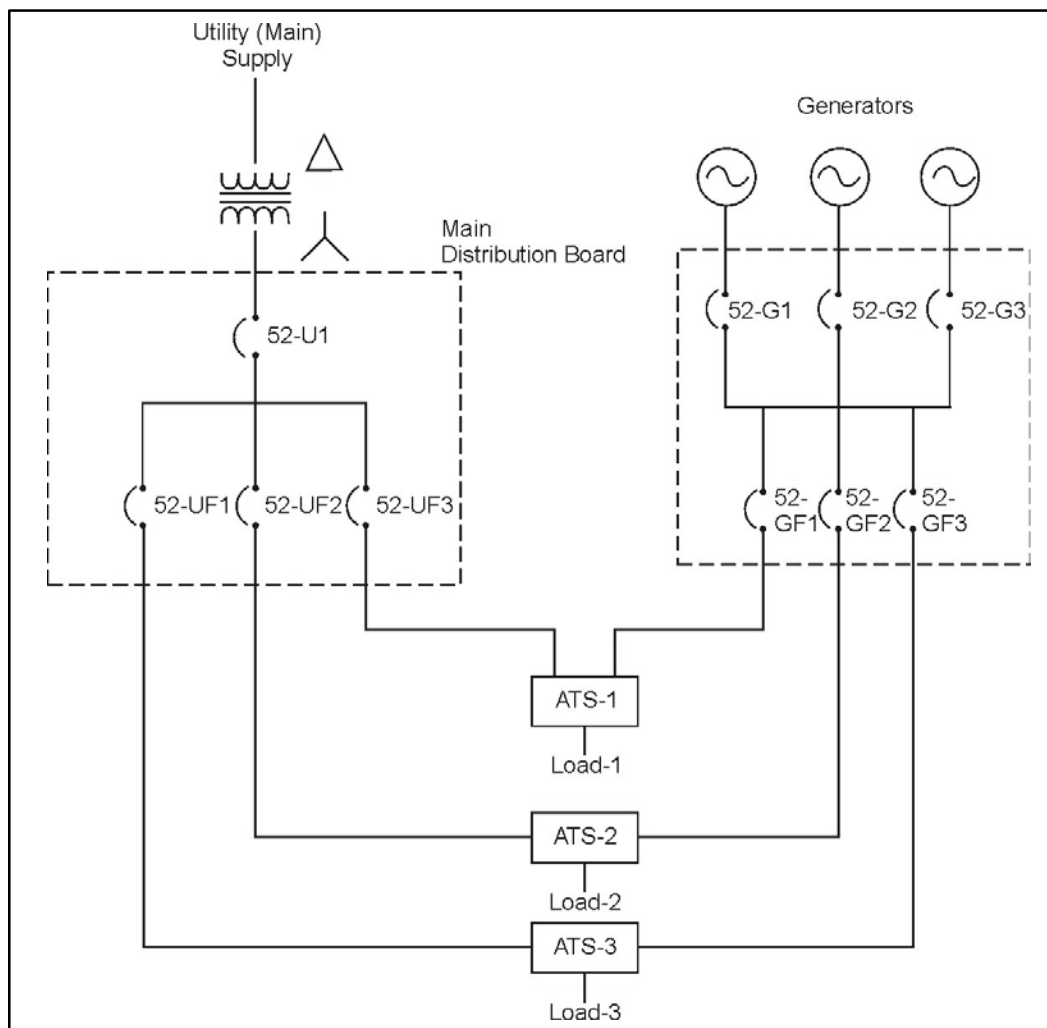 Utility (Main)
Supply
Generators
Main
Distribution Board
52-U1
52-G1
52-G2
52-G3
52-UF1
52-UF2
52-UF3
52-
GF1
52-
GF2
52-
GF3
ATS-1
Load-1
ATS-2
Load-2
ATS-3
Load-3